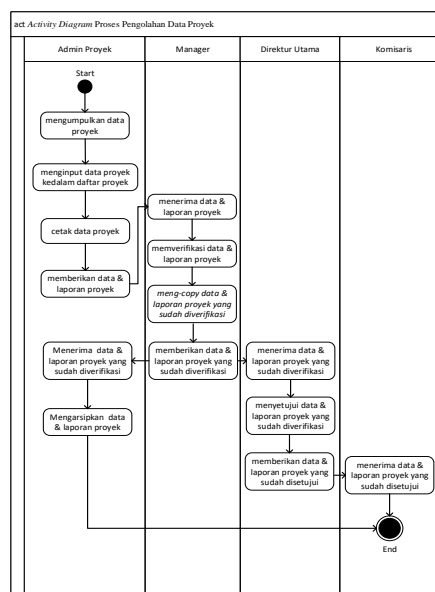 act Activity Diagram Proses Pengolahan Data Proyek
Admin Proyek
Manager
Direktur Utama
Komisaris
Start
mengumpulkan data
proyek
menginput data proyek
kedalam daftar proyek
cetak data proyek
memberikan data &
laporan proyek
menerima data &
laporan proyek
memverifikasi data &
laporan proyek
meng-copy data &
laporan proyek yang
sudah diverifikasi
memberikan data &
laporan proyek yang
sudah diverifikasi
Menerima data &
laporan proyek yang
sudah diverifikasi
Mengarsipkan data
& laporan proyek
menerima data &
laporan proyek yang
sudah diverifikasi
menyetujui data &
laporan proyek yang
sudah diverifikasi
memberikan data &
laporan proyek yang
sudah disetujui
menerima data &
laporan proyek yang
sudah disetujui
End